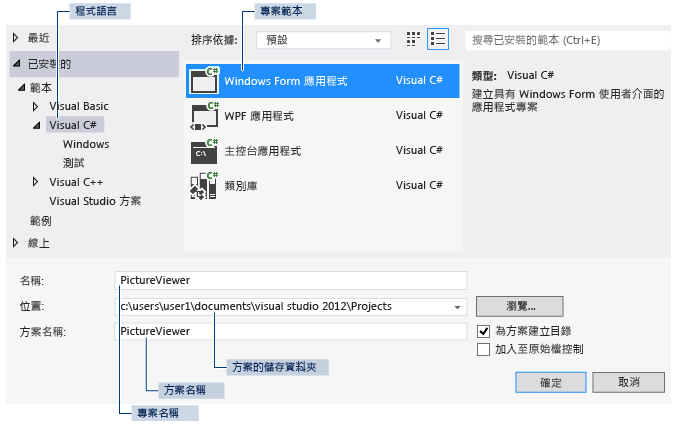 程式語言
專案範本
最近
排序依據:
預設
搜尋已安裝的範本 (Ctrl+E)
已安裝的
範本
Visual Basic
Visual C#
Windows
測試
Visual C++
Visual Studio 方案
範例
線上
C#
Windows Form 應用程式
Visual C#
C#
WPF 應用程式
Visual C#
C#
C:\
主控台應用程式
Visual C#
C#
類別庫
Visual C#
類型: Visual C#
建立具有 Windows Form 使用者介面的
應用程式專案
名稱:
PictureViewer
位置:
c:\users\user1\documents\visual studio 2012\Projects
瀏覽...
方案名稱:
PictureViewer
為方案建立目錄
加入至原始檔控制
方案的儲存資料夾
方案名稱
確定
取消
專案名稱